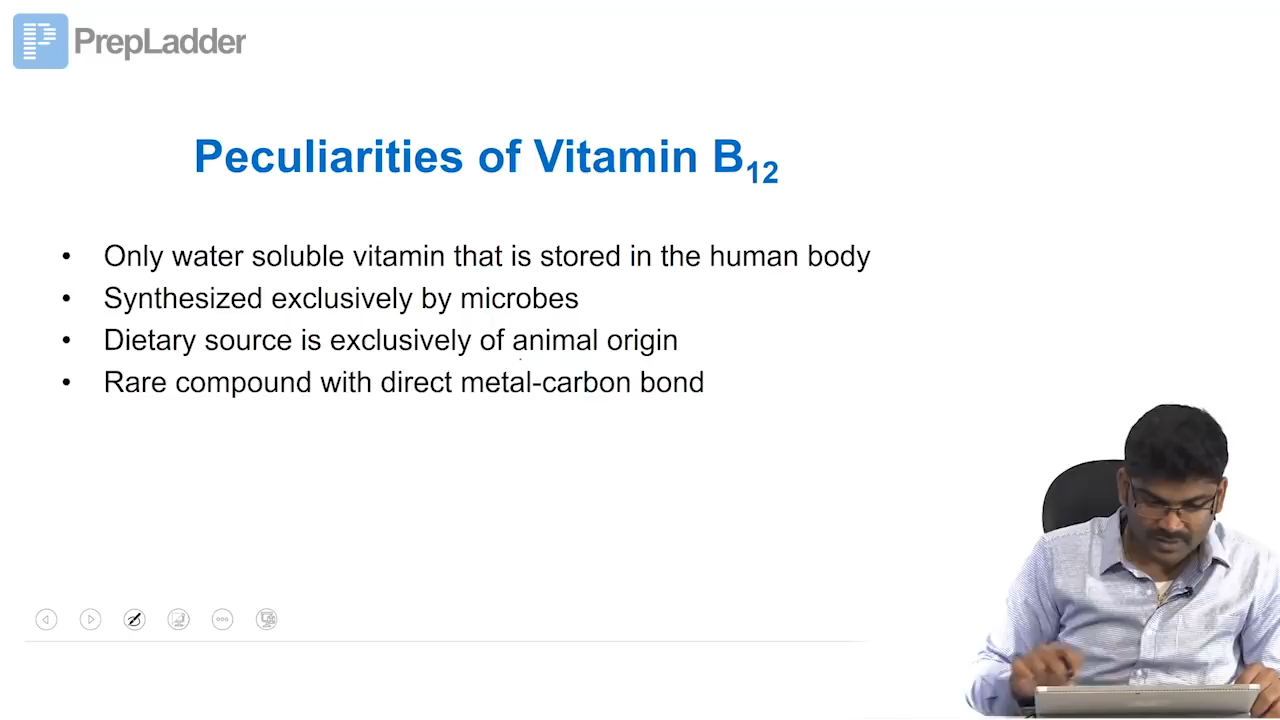 PrepLadder
Peculiarities of Vitamin B₁₂
• Only water soluble vitamin that is stored in the human body
• Synthesized exclusively by microbes
• Dietary source is exclusively of animal origin
• Rare compound with direct metal-carbon bond